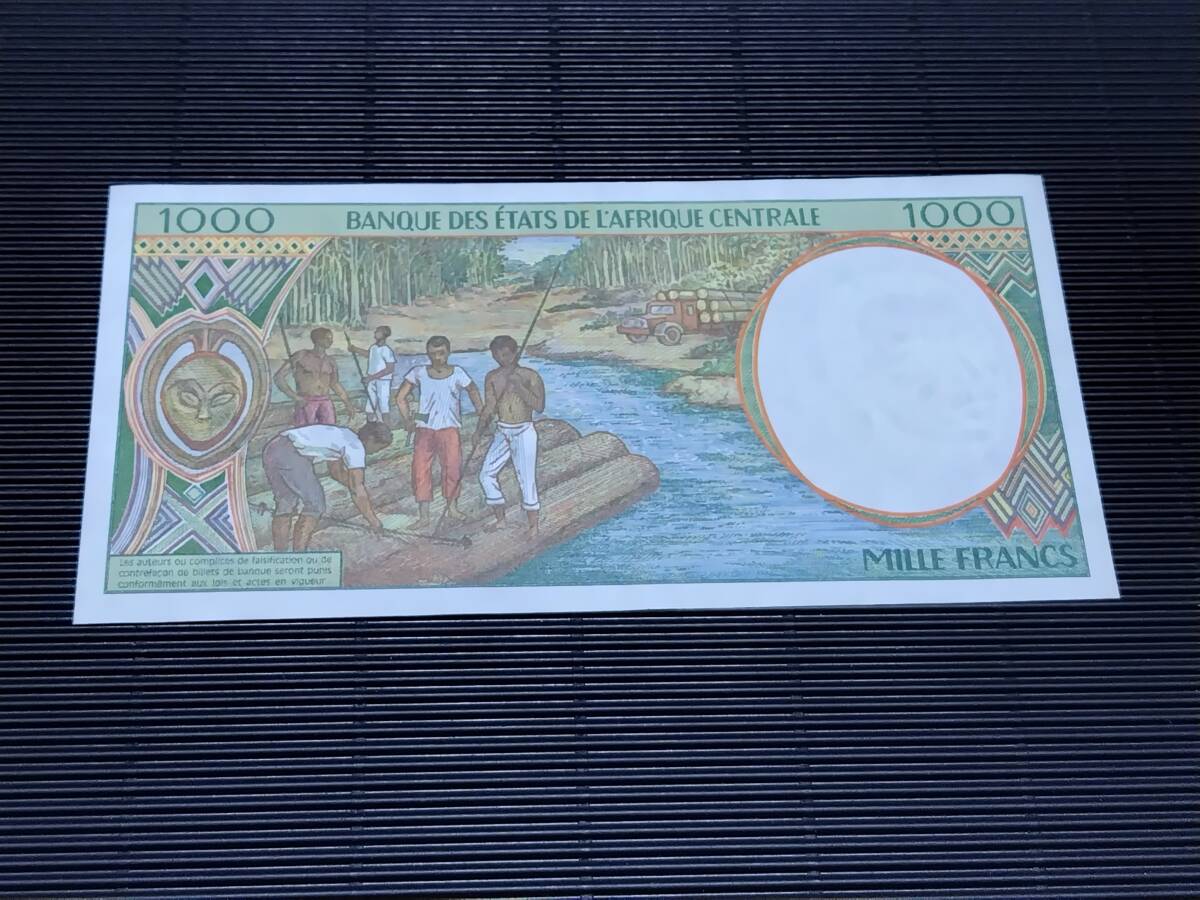 1000 BANQUE DES ÉTATS DE L'AFRIQUE CENTRALE 1000
Les auteurs ou complices de falsification ou de
contrefaçon de billets de banque seront punis
conformément aux lois et actes en vigueur
MILLE FRANCS